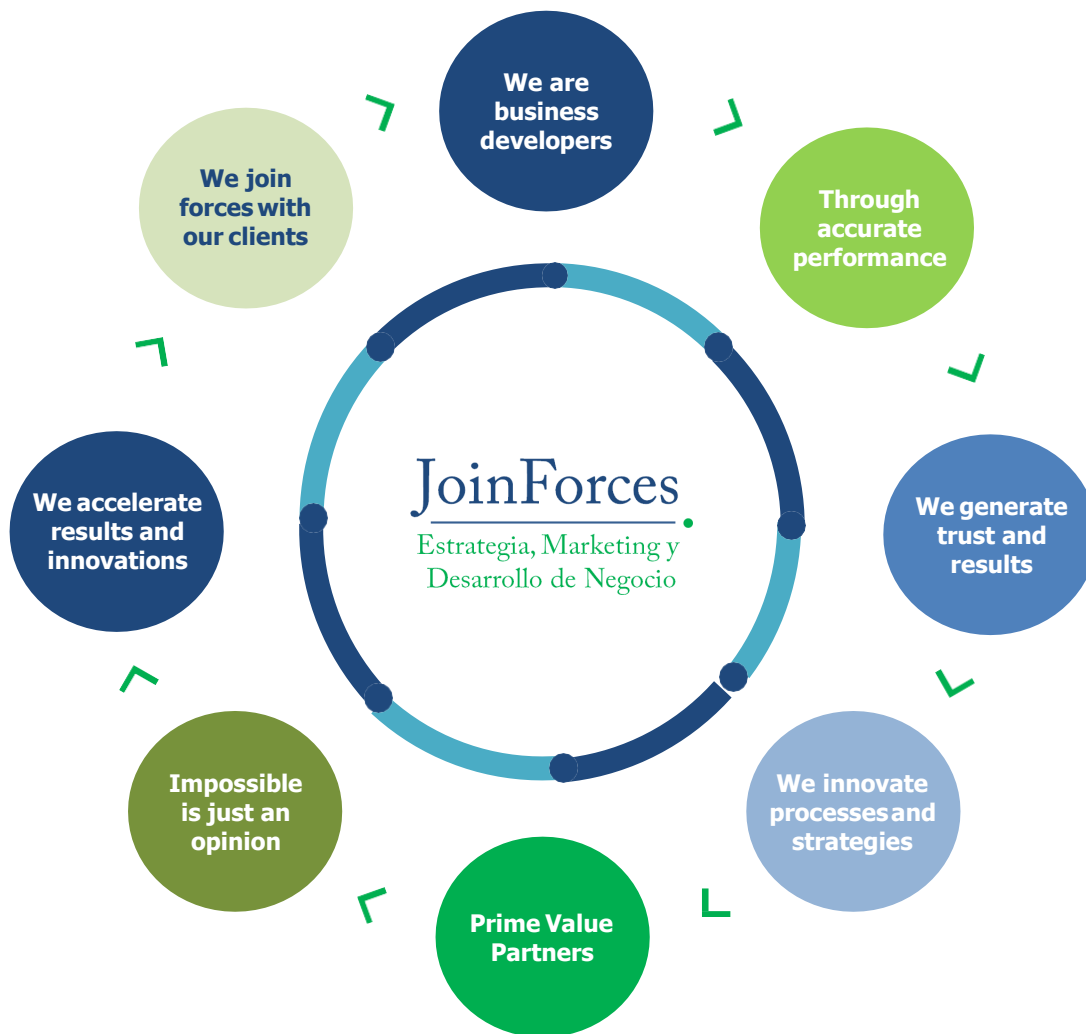 We are
business
developers
Through
accurate
performance
We generate
trust and
results
We innovate
processes and
strategies
Prime Value
Partners
Impossible
is just an
opinion
We accelerate
results and
innovations
We join
forces with
our clients
JoinForces
Estrategia, Marketing y
Desarrollo de Negocio